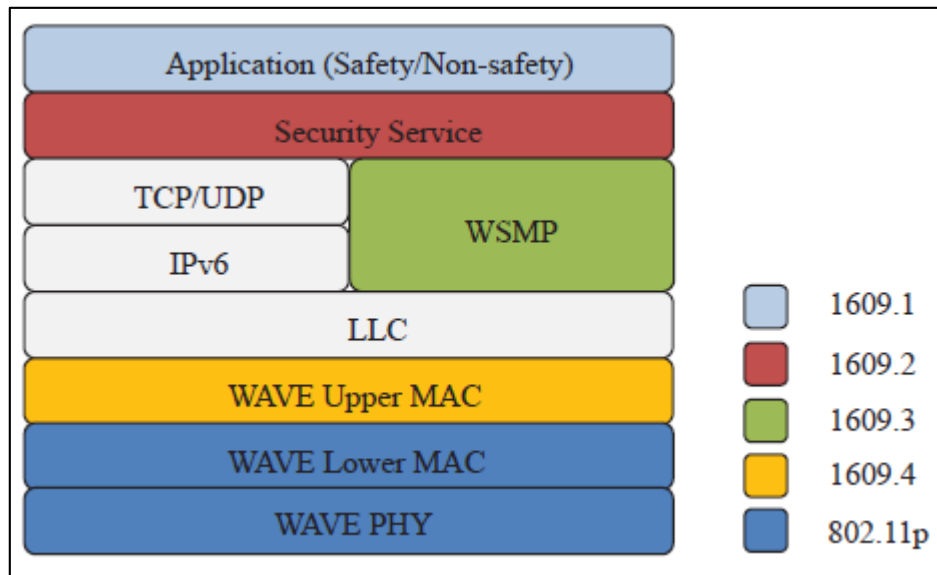 Application (Safety/Non-safety)
Security Service
TCP/UDP
WSMP
IPv6
LLC
WAVE Upper MAC
WAVE Lower MAC
WAVE PHY
1609.1
1609.2
1609.3
1609.4
802.11p